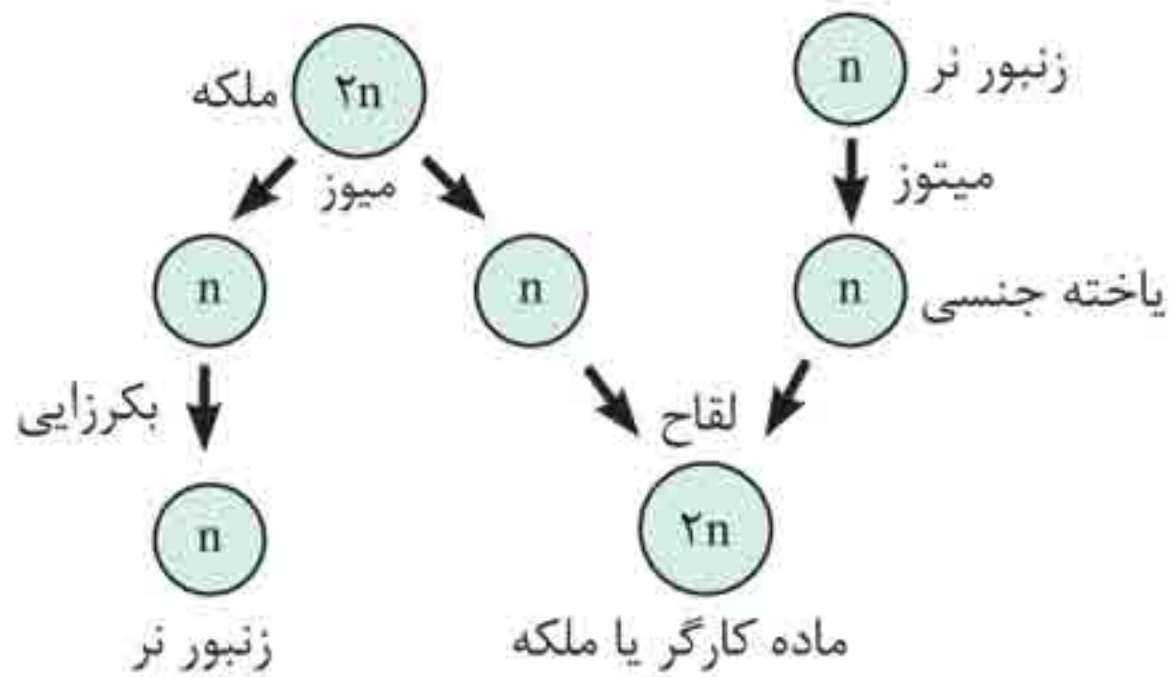 ملکه
۲n
n
زنبور نر
میوز
میتوز
n
n
n
یاخته جنسی
بکرزایی
لقاح
n
۲n
زنبور نر
ماده کارگر یا ملکه